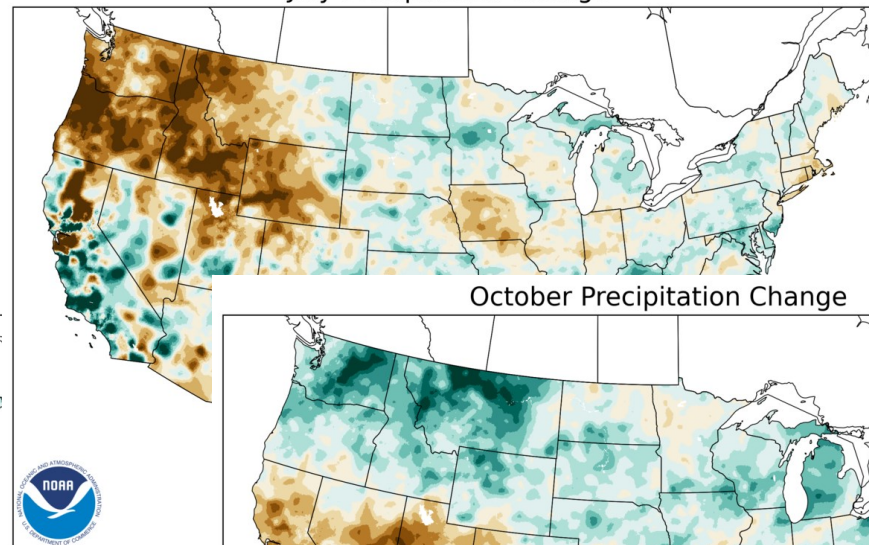 October Precipitation Change
NATIONAL OCEANIC AND ATMOSPHERIC ADMINISTRATION
NOAA
U.S. DEPARTMENT OF COMMERCE